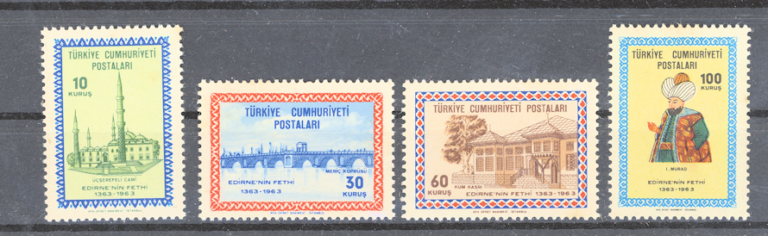 TÜRKİYE CUMHURİYETİ
POSTALARI
10
KURUŞ
ÜÇŞEREFELİ CAMİ
EDİRNE'NİN FETHİ
1363-1963
TÜRKİYE CUMHURİYETİ
POSTALARI
MERİÇ KÖPRÜSÜ
30
KURUŞ
EDİRNE'NİN FETHİ
1363-1963
TÜRKİYE CUMHURİYETİ POSTALARI
60
KURUŞ
KUM KASRI
EDİRNE'NİN FETHİ 1363-1963
TÜRKİYE CUMHURİYETİ
POSTALARI
100
KURUŞ
I. MURAD
EDİRNE'NİN FETHİ
1363-1963